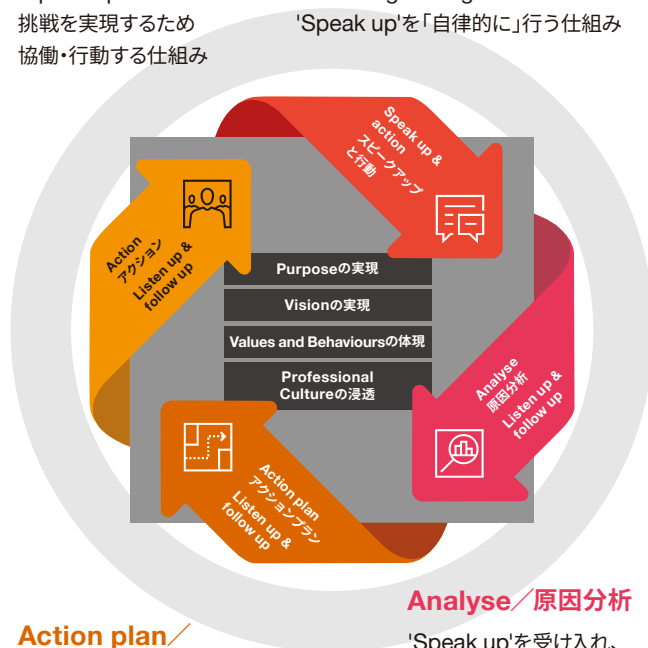 挑戦を実現するため
協働・行動する仕組み
'Speak up'を「自律的に」行う仕組み
Speak up &
action
スピークアップ
と行動
Action
アクション
Listen up &
follow up
Purposeの実現
Visionの実現
Values and Behavioursの体現
Professional
Cultureの浸透
Analyse
原因分析
Listen up &
follow up
Action plan
アクションプラン
Listen up &
follow up
Analyse／原因分析
'Speak up'を受け入れ、
Action plan／